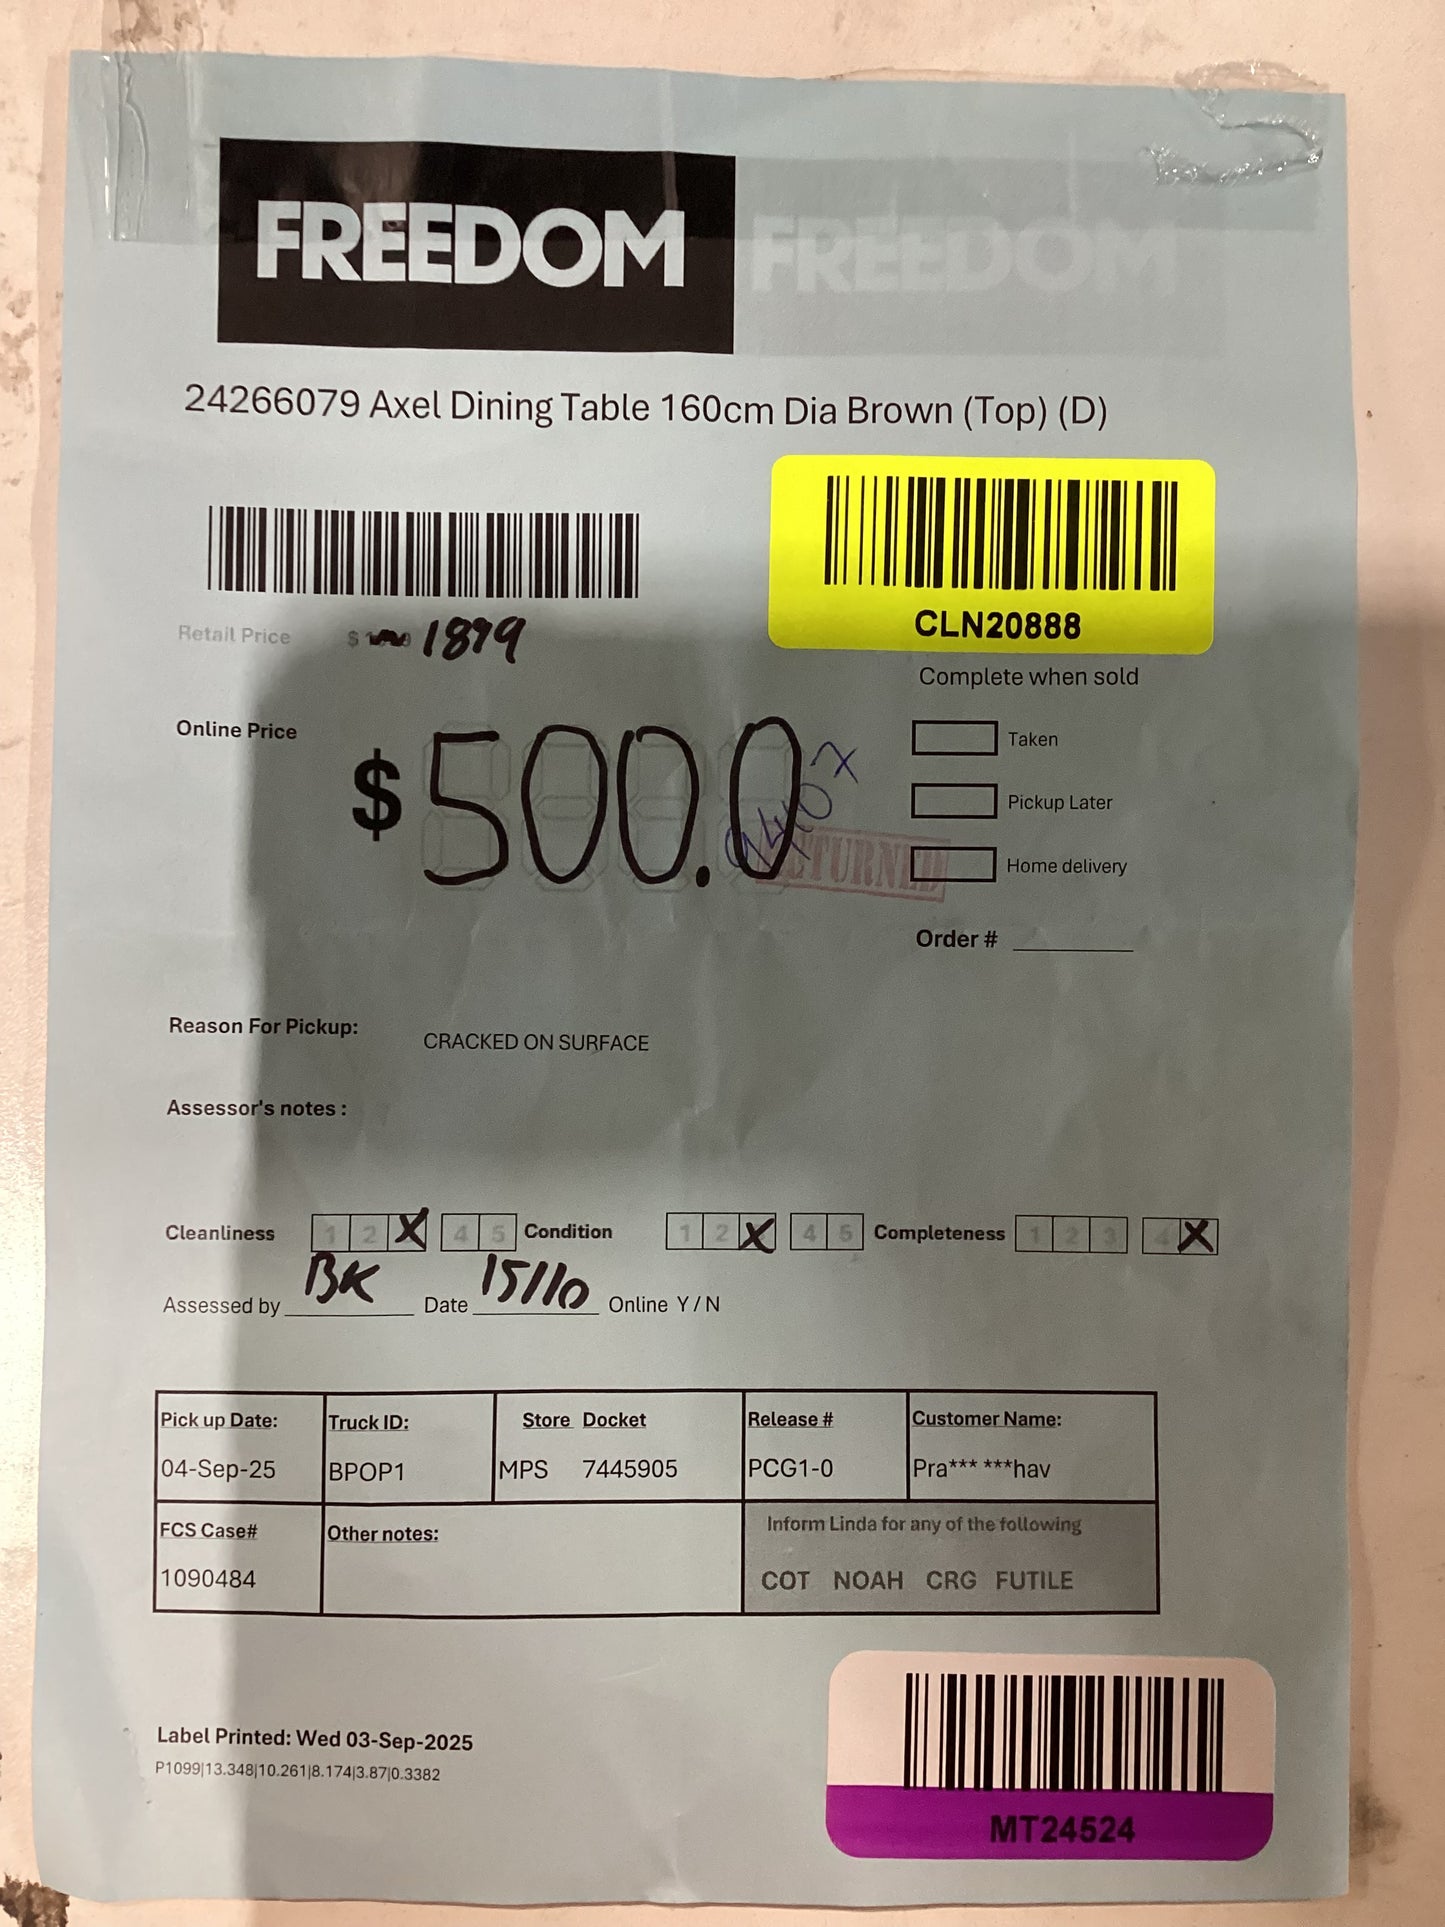 FREEDOM FREEDOM
24266079 Axel Dining Table 160cm Dia Brown (Top) (D)
CLN20888
Retail Price $ 1899
Complete when sold
Online Price
$ 500.0
Taken
Pickup Later
RETURNED
Home delivery
Order #
Reason For Pickup: CRACKED ON SURFACE
Assessor's notes :
Cleanliness 1 2 X 4 5 Condition 1 2 X 4 5 Completeness 1 2 3 4 X
Assessed by BK Date 15/10 Online Y / N
Pick up Date: Truck ID: Store Docket Release # Customer Name:
04-Sep-25 BPOP1 MPS 7445905 PCG1-0 Pra*** ***hav
FCS Case# Other notes: Inform Linda for any of the following
1090484 COT NOAH CRG FUTILE
Label Printed: Wed 03-Sep-2025
P1099|13.348|10.261|8.174|3.87|0.3382
MT24524